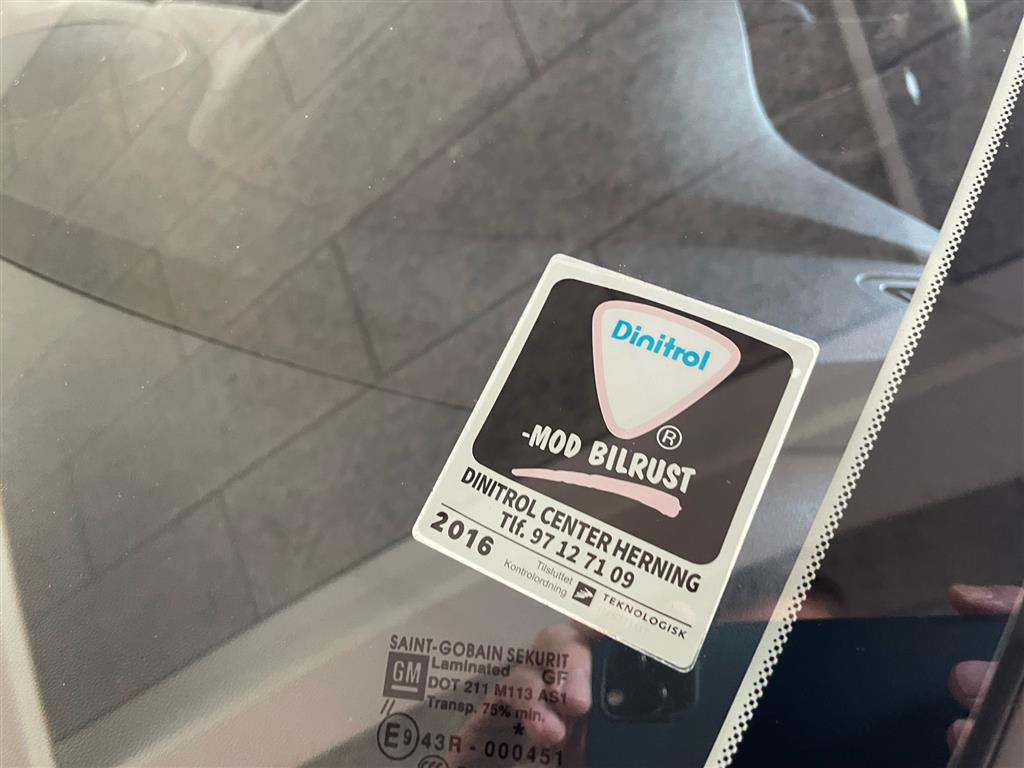 Dinitrol
®
-MOD BILRUST
DINITROL CENTER HERNING
Tlf. 97 12 71 09
2016
Tilsluttet
Kontrolordning
TEKNOLOGISK
SAINT-GOBAIN SEKURIT
GM
Laminated GF
DOT 211 M113 AS1
Transp. 75% min.
E9 43R - 000451
CCC